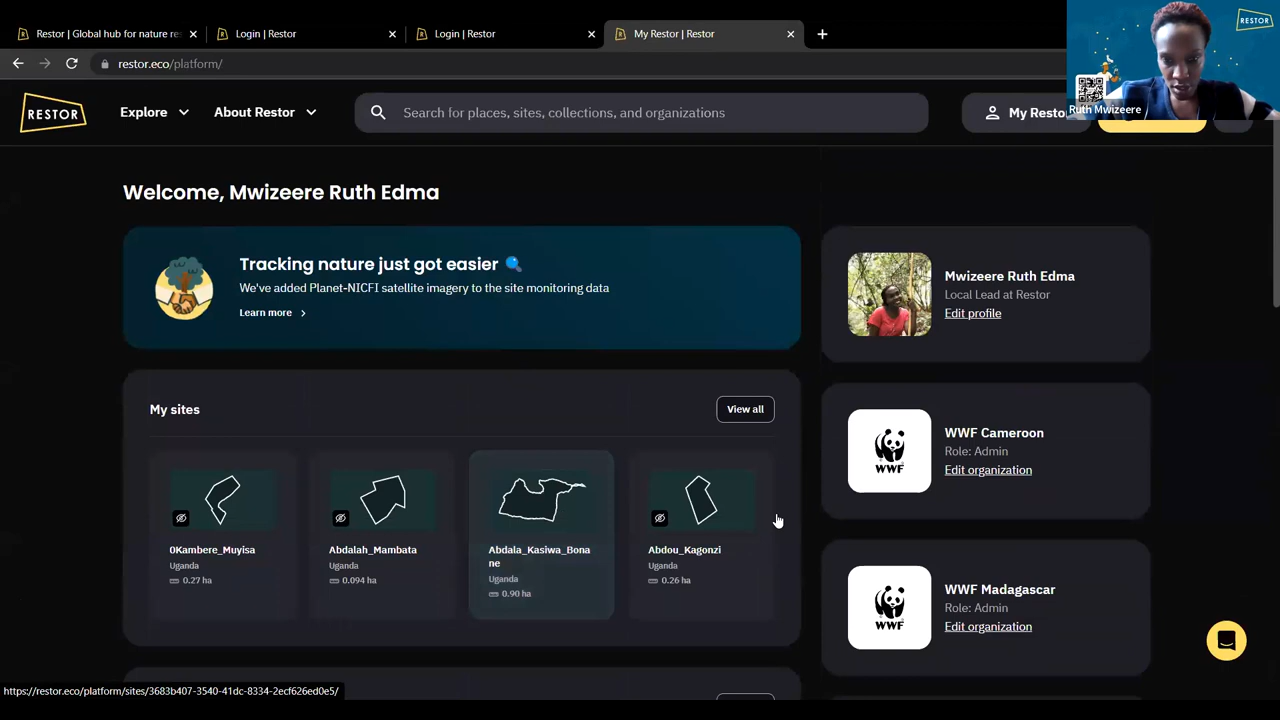 Restor | Global hub for nature re
Login | Restor
Login | Restor
My Restor | Restor
restor.eco/platform/
RESTOR
Ruth Mwizeere
RESTOR
Explore
About Restor
Search for places, sites, collections, and organizations
My Resto
Welcome, Mwizeere Ruth Edma
Tracking nature just got easier
We've added Planet-NICFI satellite imagery to the site monitoring data
Learn more
Mwizeere Ruth Edma
Local Lead at Restor
Edit profile
My sites
View all
0Kambere_Muyisa
Uganda
0.27 ha
Abdalah_Mambata
Uganda
0.094 ha
Abdala_Kasiwa_Bona
ne
Uganda
0.90 ha
Abdou_Kagonzi
Uganda
0.26 ha
WWF
WWF Cameroon
Role: Admin
Edit organization
WWF
WWF Madagascar
Role: Admin
Edit organization
https://restor.eco/platform/sites/3683b407-3540-41dc-8334-2ecf626ed0e5/